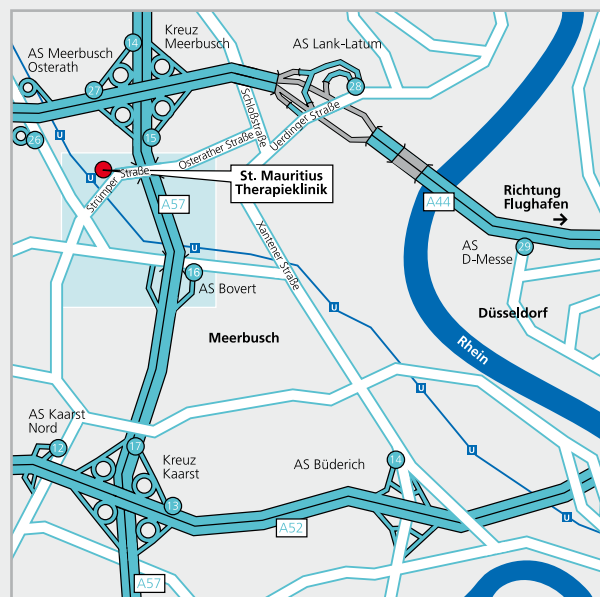 Kreuz
Meerbusch
14
AS Meerbusch
Osterath
AS Lank-Latum
27
28
15
26
U
Schloßstraße
Uerdinger Straße
Osterather Straße
Strümper Straße
U
St. Mauritius
Therapieklinik
A57
A44
Richtung
Flughafen
AS
D-Messe
29
Xantener Straße
U
16
AS Bovert
U
Düsseldorf
Meerbusch
Rhein
U
AS Kaarst
Nord
12
17
Kreuz
Kaarst
13
AS Büderich
14
U
A52
U
A57